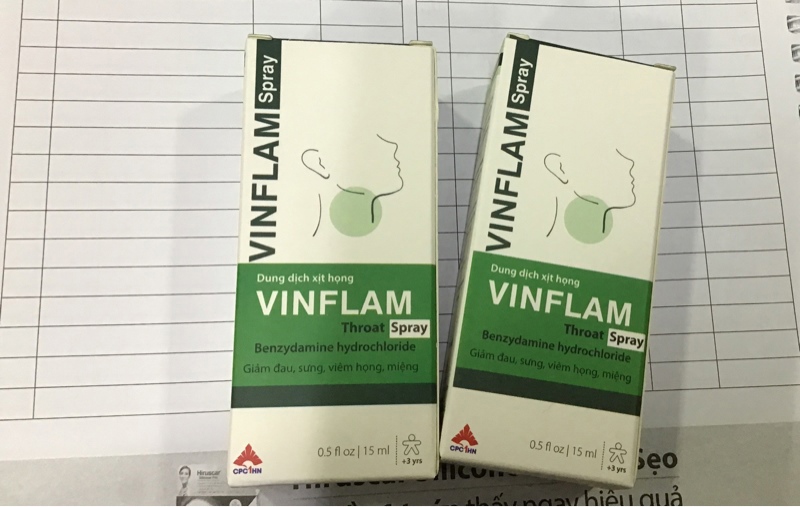 VINFLAM Spray
Dung dịch xịt họng
VINFLAM
Throat Spray
Benzydamine hydrochloride
Giảm đau, sưng, viêm họng, miệng
0.5 fl oz | 15 ml
+3 yrs
CPC1HN
VINFLAM Spray
Dung dịch xịt họng
VINFLAM
Throat Spray
Benzydamine hydrochloride
Giảm đau, sưng, viêm họng, miệng
0.5 fl oz | 15 ml
+3 yrs
CPC1HN
Hiruscar
Sẹo
thấy ngay hiệu quả